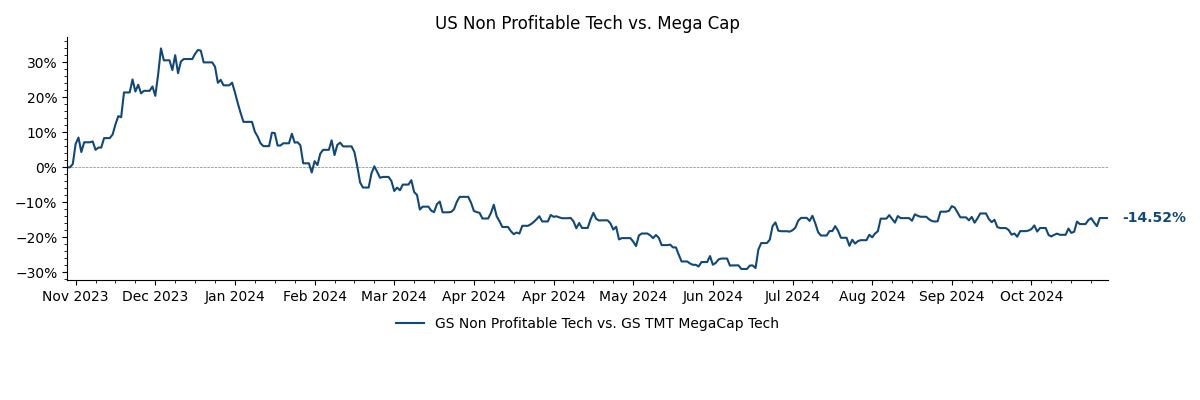 US Non Profitable Tech vs. Mega Cap
30%
20%
10%
0%
−10%
−20%
−30%
-14.52%
Nov 2023 Dec 2023 Jan 2024 Feb 2024 Mar 2024 Apr 2024 Apr 2024 May 2024 Jun 2024 Jul 2024 Aug 2024 Sep 2024 Oct 2024
GS Non Profitable Tech vs. GS TMT MegaCap Tech